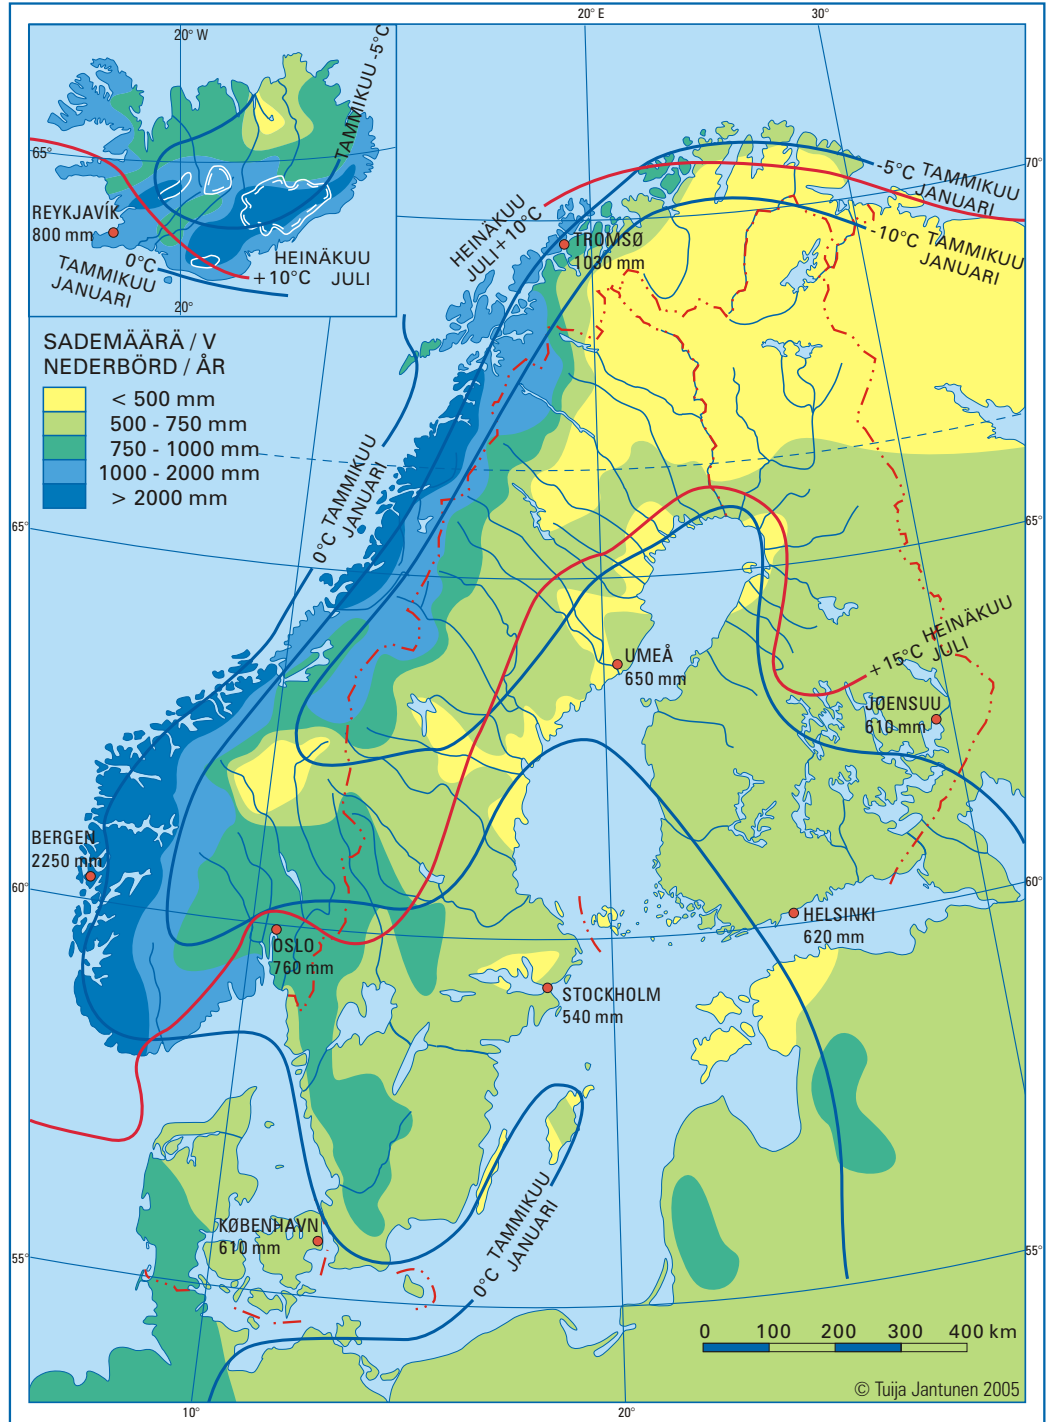 20° E
30°
20° W
TAMMIKUU -5°C
65°
REYKJAVÍK
800 mm
0°C
TAMMIKUU
JANUARI
HEINÄKUU
+10°C JULI
20°
70°
-5°C TAMMIKUU
JANUARI
-10°C TAMMIKUU
JANUARI
HEINÄKUU
JULI+10°C
TROMSØ
1030 mm
SADEMÄÄRÄ / V
NEDERBÖRD / ÅR
< 500 mm
500 - 750 mm
750 - 1000 mm
1000 - 2000 mm
> 2000 mm
0°C TAMMIKUU
JANUARI
65°
65°
UMEÅ
650 mm
+15°C HEINÄKUU
JULI
JØENSUU
610 mm
BERGEN
2250 mm
60°
60°
OSLO
760 mm
HELSINKI
620 mm
STOCKHOLM
540 mm
KØBENHAVN
610 mm
0°C TAMMIKUU
JANUARI
55°
55°
0 100 200 300 400 km
© Tuija Jantunen 2005
10°
20°